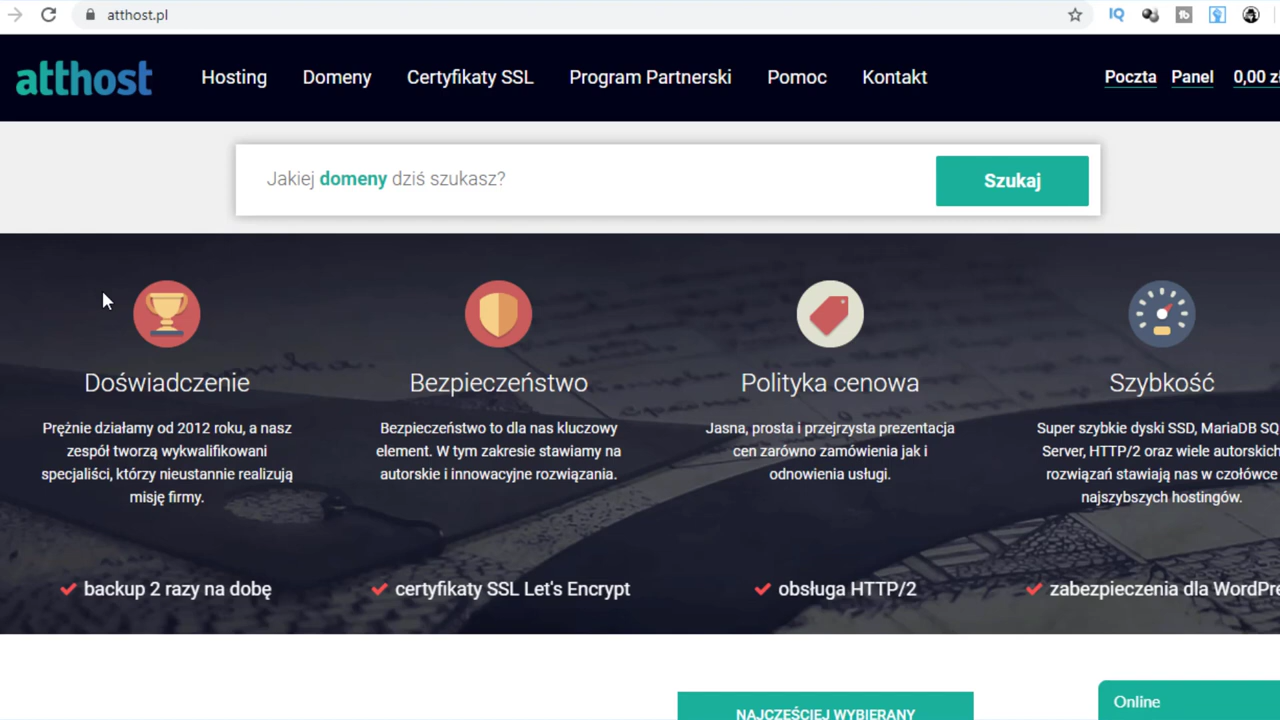 atthost.pl
IQ
atthost
Hosting
Domeny
Certyfikaty SSL
Program Partnerski
Pomoc
Kontakt
Poczta
Panel
0,00 z
Jakiej domeny dziś szukasz?
Szukaj
Doświadczenie
Prężnie działamy od 2012 roku, a nasz
zespół tworzą wykwalifikowani
specjaliści, którzy nieustannie realizują
misję firmy.
Bezpieczeństwo
Bezpieczeństwo to dla nas kluczowy
element. W tym zakresie stawiamy na
autorskie i innowacyjne rozwiązania.
Polityka cenowa
Jasna, prosta i przejrzysta prezentacja
cen zarówno zamówienia jak i
odnowienia usługi.
Szybkość
Super szybkie dyski SSD, MariaDB SQ
Server, HTTP/2 oraz wiele autorskich
rozwiązań stawiają nas w czołówce
najszybszych hostingów.
backup 2 razy na dobę
certyfikaty SSL Let's Encrypt
obsługa HTTP/2
zabezpieczenia dla WordPre
NAJCZĘŚCIEJ WYBIERANY
Online